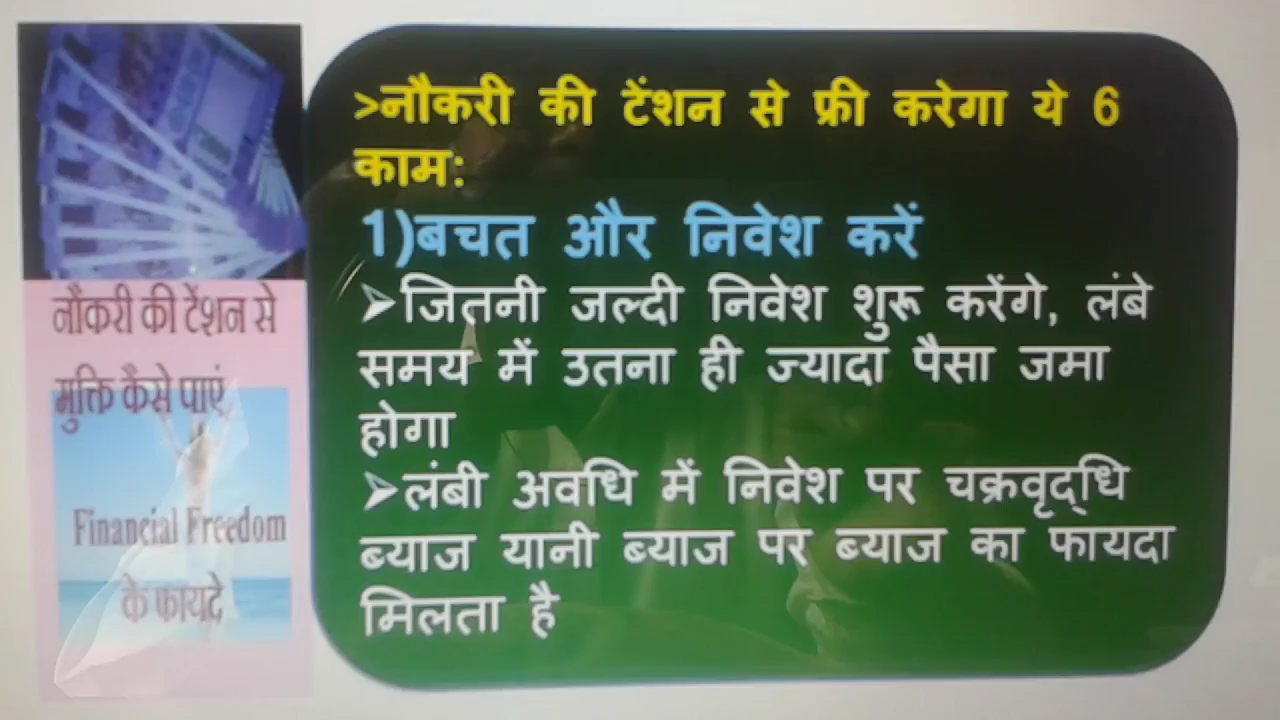 >नौकरी की टेंशन से फ्री करेगा ये 6
काम:
1)बचत और निवेश करें
➢जितनी जल्दी निवेश शुरू करेंगे, लंबे
समय में उतना ही ज्यादा पैसा जमा
होगा
➢लंबी अवधि में निवेश पर चक्रवृद्धि
ब्याज यानी ब्याज पर ब्याज का फायदा
मिलता है
नौकरी की टेंशन से
मुक्ति कैसे पाएं
Financial Freedom
के फायदे